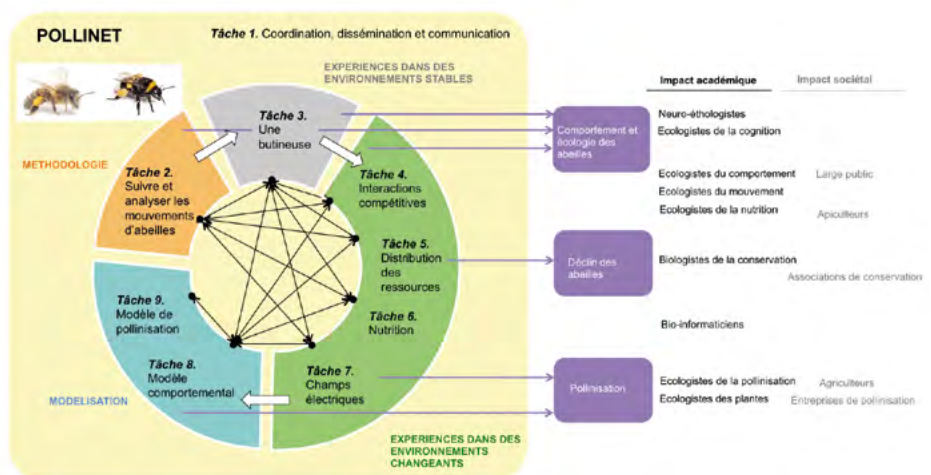 POLLINET
Tâche 1. Coordination, dissémination et communication
EXPERIENCES DANS DES
ENVIRONNEMENTS STABLES
Tâche 3.
Une
butineuse
METHODOLOGIE
Tâche 2.
Suivre et
analyser les
mouvements
d'abeilles
Tâche 4.
Interactions
compétitives
Tâche 5.
Distribution
des
ressources
Tâche 6.
Nutrition
Tâche 7.
Champs
électriques
Tâche 9.
Modèle de
pollinisation
Tâche 8.
Modèle
comportemental
MODELISATION
EXPERIENCES DANS DES
ENVIRONNEMENTS
CHANGEANTS
Comportement et
écologie des
abeilles
Déclin des
abeilles
Pollinisation
Impact académique
Impact sociétal
Neuro-éthologistes
Ecologistes de la cognition
Ecologistes du comportement
Large public
Ecologistes du mouvement
Ecologistes de la nutrition
Apiculteurs
Biologistes de la conservation
Associations de conservation
Bio-informaticiens
Ecologistes de la pollinisation
Agriculteurs
Ecologistes des plantes
Entreprises de pollinisation